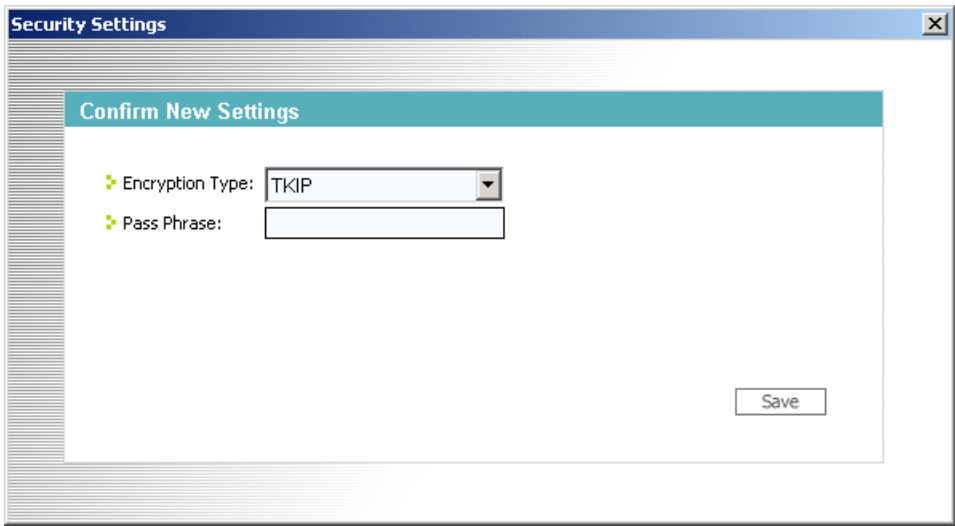 Security Settings
Confirm New Settings
Encryption Type: TKIP
Pass Phrase:
Save